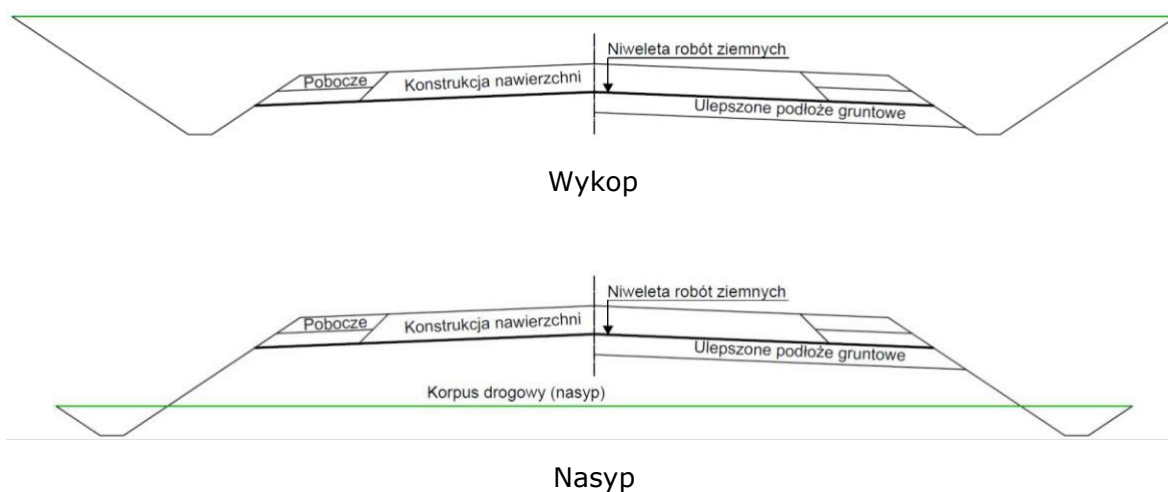 Niweleta robót ziemnych
Pobocze
Konstrukcja nawierzchni
Ulepszone podłoże gruntowe
Wykop
Niweleta robót ziemnych
Pobocze
Konstrukcja nawierzchni
Ulepszone podłoże gruntowe
Korpus drogowy (nasyp)
Nasyp